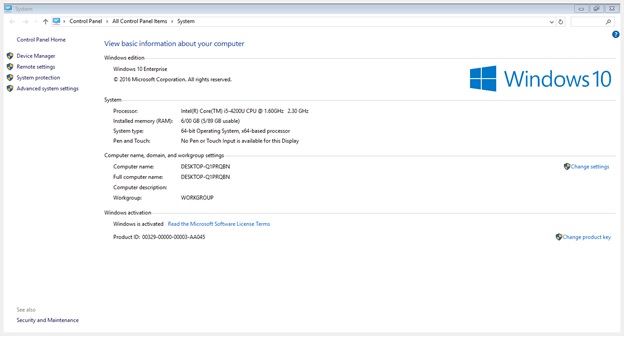 System
Control Panel › All Control Panel Items › System
Control Panel Home
Device Manager
Remote settings
System protection
Advanced system settings
View basic information about your computer
Windows edition
Windows 10 Enterprise
© 2016 Microsoft Corporation. All rights reserved.
Windows 10
System
Processor: Intel(R) Core(TM) i5-4200U CPU @ 1.60GHz 2.30 GHz
Installed memory (RAM): 6/00 GB (5/89 GB usable)
System type: 64-bit Operating System, x64-based processor
Pen and Touch: No Pen or Touch Input is available for this Display
Computer name, domain, and workgroup settings
Computer name: DESKTOP-Q1PRQBN
Change settings
Full computer name: DESKTOP-Q1PRQBN
Computer description:
Workgroup: WORKGROUP
Windows activation
Windows is activated Read the Microsoft Software License Terms
Product ID: 00329-00000-00003-AA045
Change product key
See also
Security and Maintenance